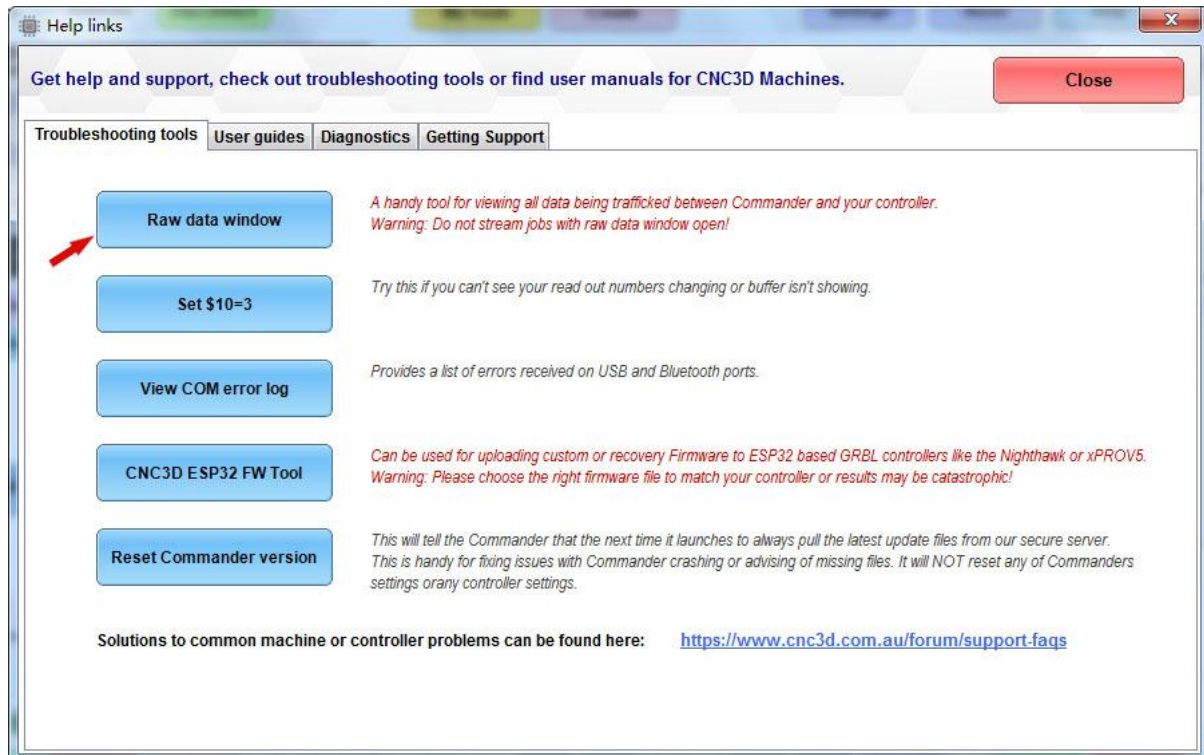 Help links
Get help and support, check out troubleshooting tools or find user manuals for CNC3D Machines.
Close
Troubleshooting tools
User guides
Diagnostics
Getting Support
Raw data window
A handy tool for viewing all data being trafficked between Commander and your controller.
Warning: Do not stream jobs with raw data window open!
Set $10=3
Try this if you can't see your read out numbers changing or buffer isn't showing.
View COM error log
Provides a list of errors received on USB and Bluetooth ports.
CNC3D ESP32 FW Tool
Can be used for uploading custom or recovery Firmware to ESP32 based GRBL controllers like the Nighthawk or xPROV5.
Warning: Please choose the right firmware file to match your controller or results may be catastrophic!
Reset Commander version
This will tell the Commander that the next time it launches to always pull the latest update files from our secure server.
This is handy for fixing issues with Commander crashing or advising of missing files. It will NOT reset any of Commanders
settings orany controller settings.
Solutions to common machine or controller problems can be found here: https://www.cnc3d.com.au/forum/support-faqs